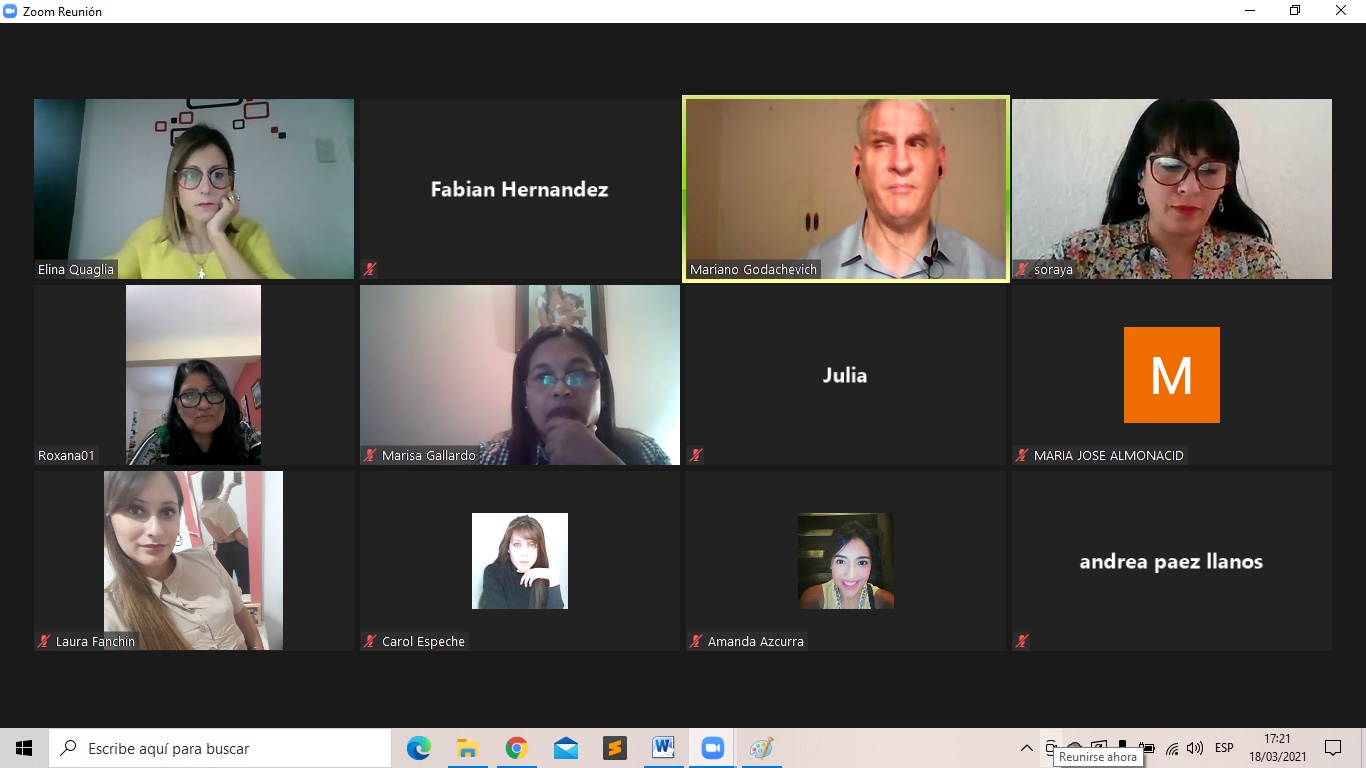 Zoom Reunión
Elina Quaglia
Fabian Hernandez
Mariano Godachevich
soraya
Roxana01
Marisa Gallardo
Julia
M
MARIA JOSE ALMONACID
Laura Fanchin
Carol Espeche
Amanda Azcurra
andrea paez llanos
Escribe aquí para buscar
W
ESP
17:21
18/03/2021
Reunirse ahora